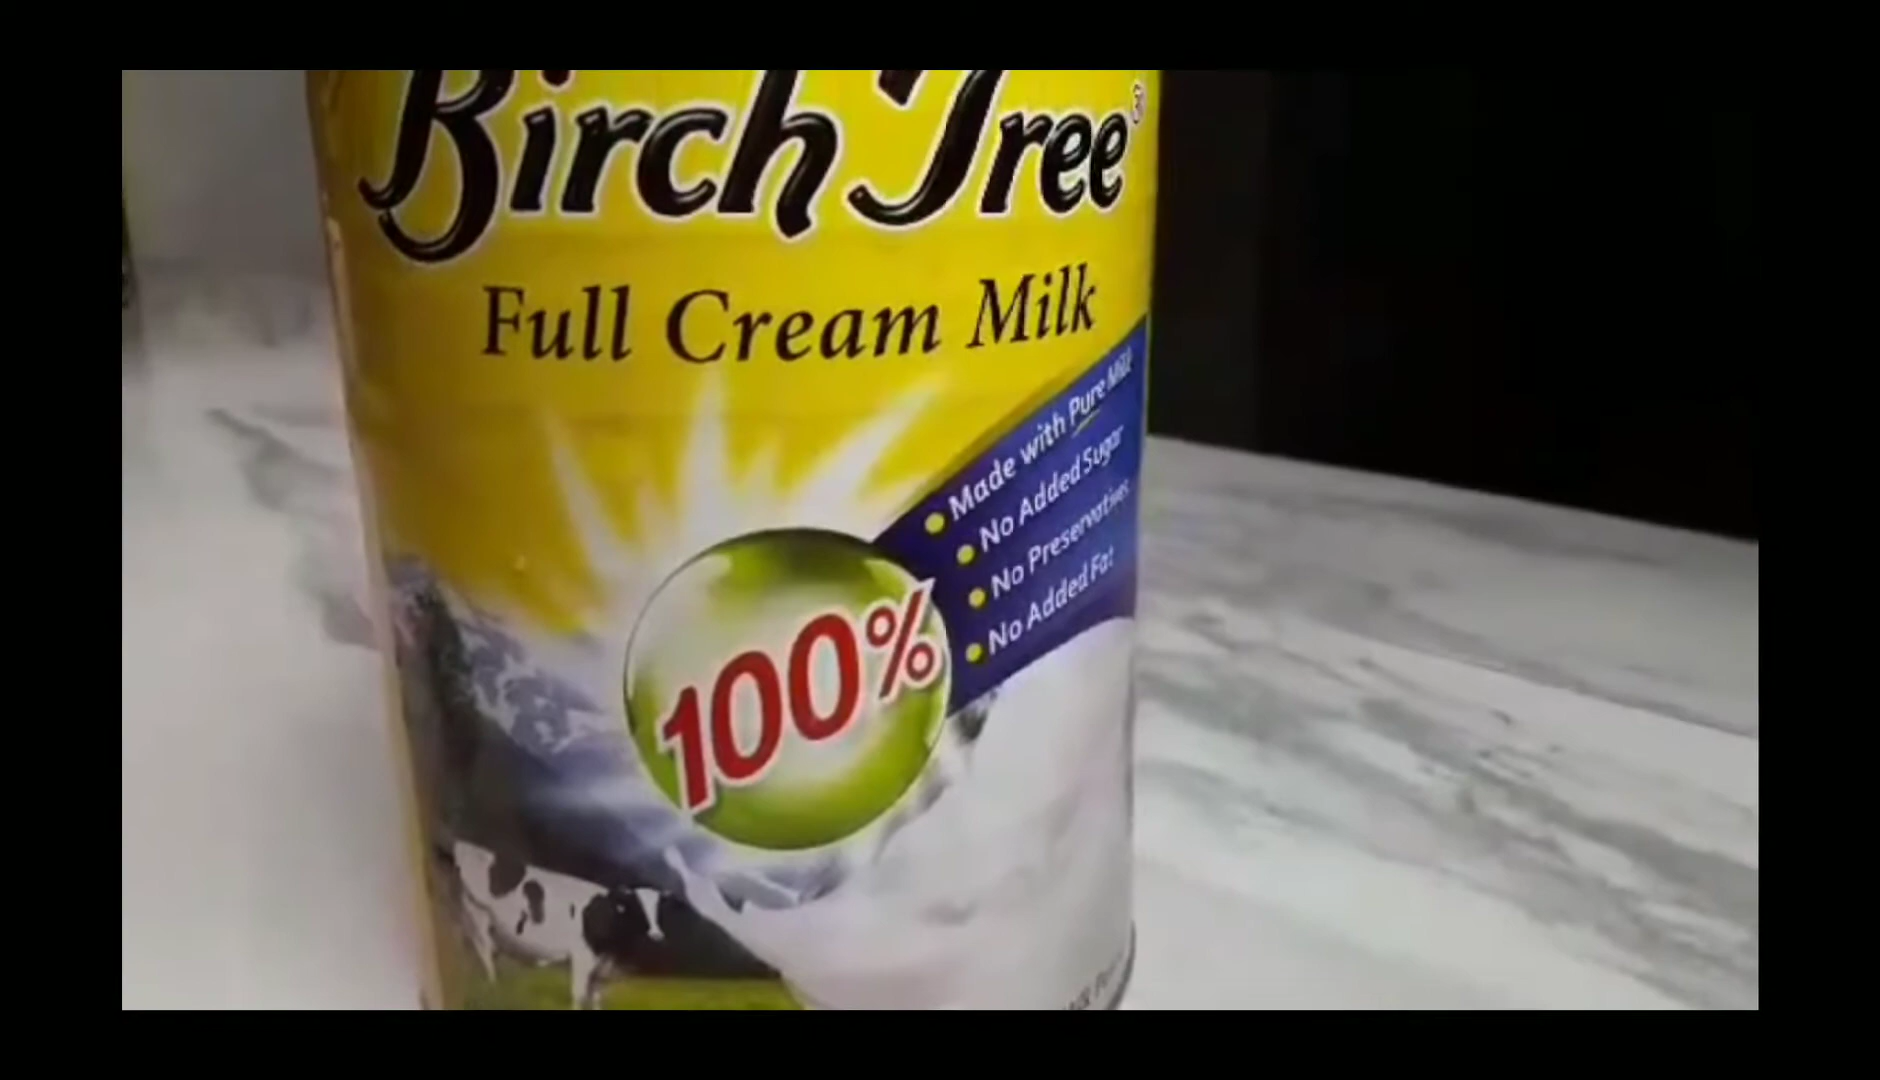 Birch Tree®
Full Cream Milk
Made with Pure Milk
No Added Sugar
No Preservatives
No Added Fat
100%